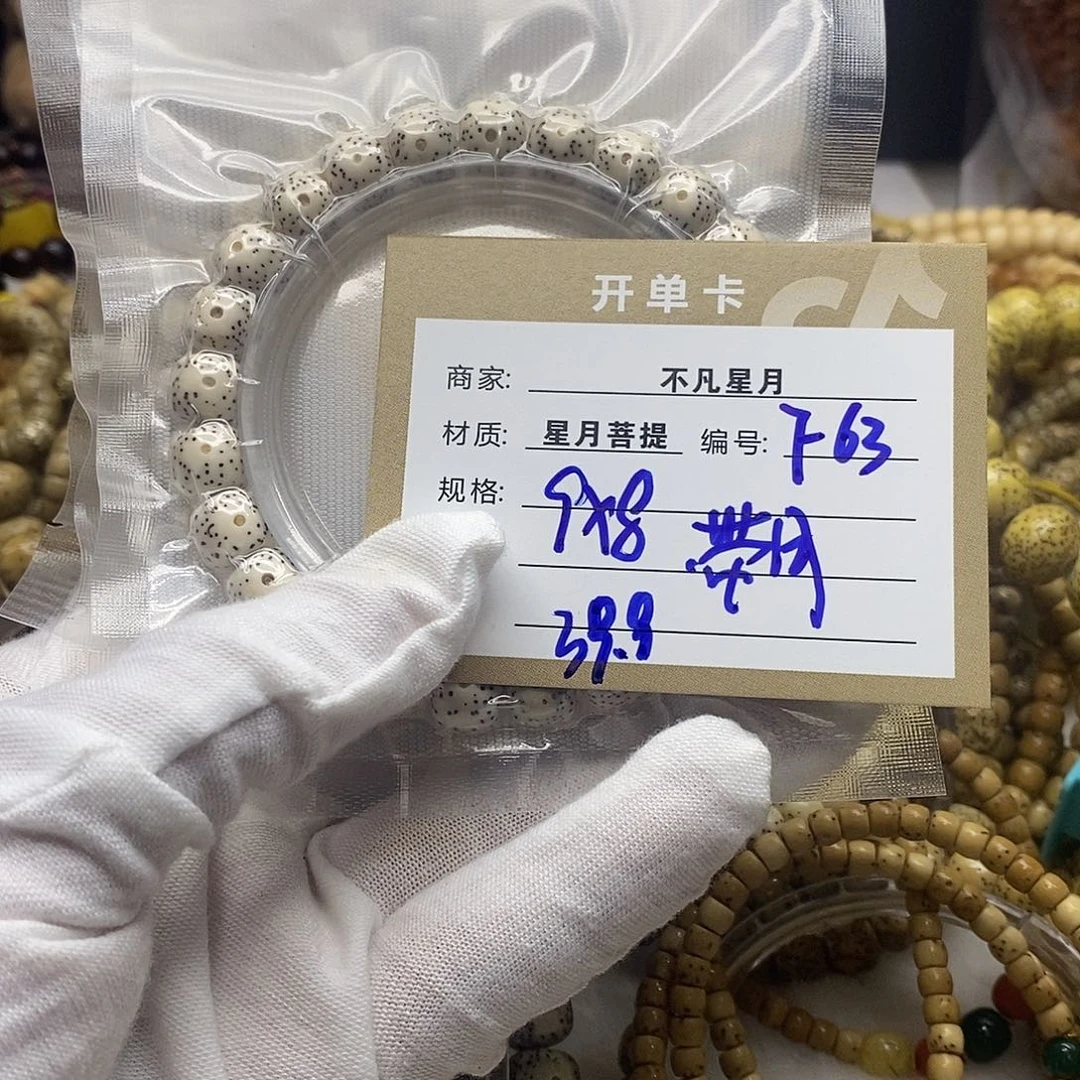 开单卡
商家: 不凡星月
材质: 星月菩提 编号: F63
规格: 9x8 带月
39.9